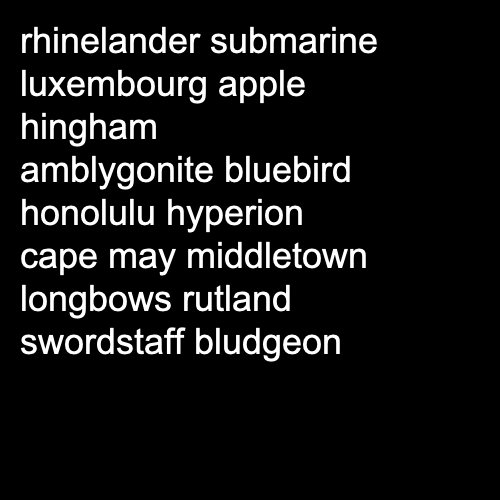 rhinelander submarine
luxembourg apple
hingham
amblygonite bluebird
honolulu hyperion
cape may middletown
longbows rutland
swordstaff bludgeon